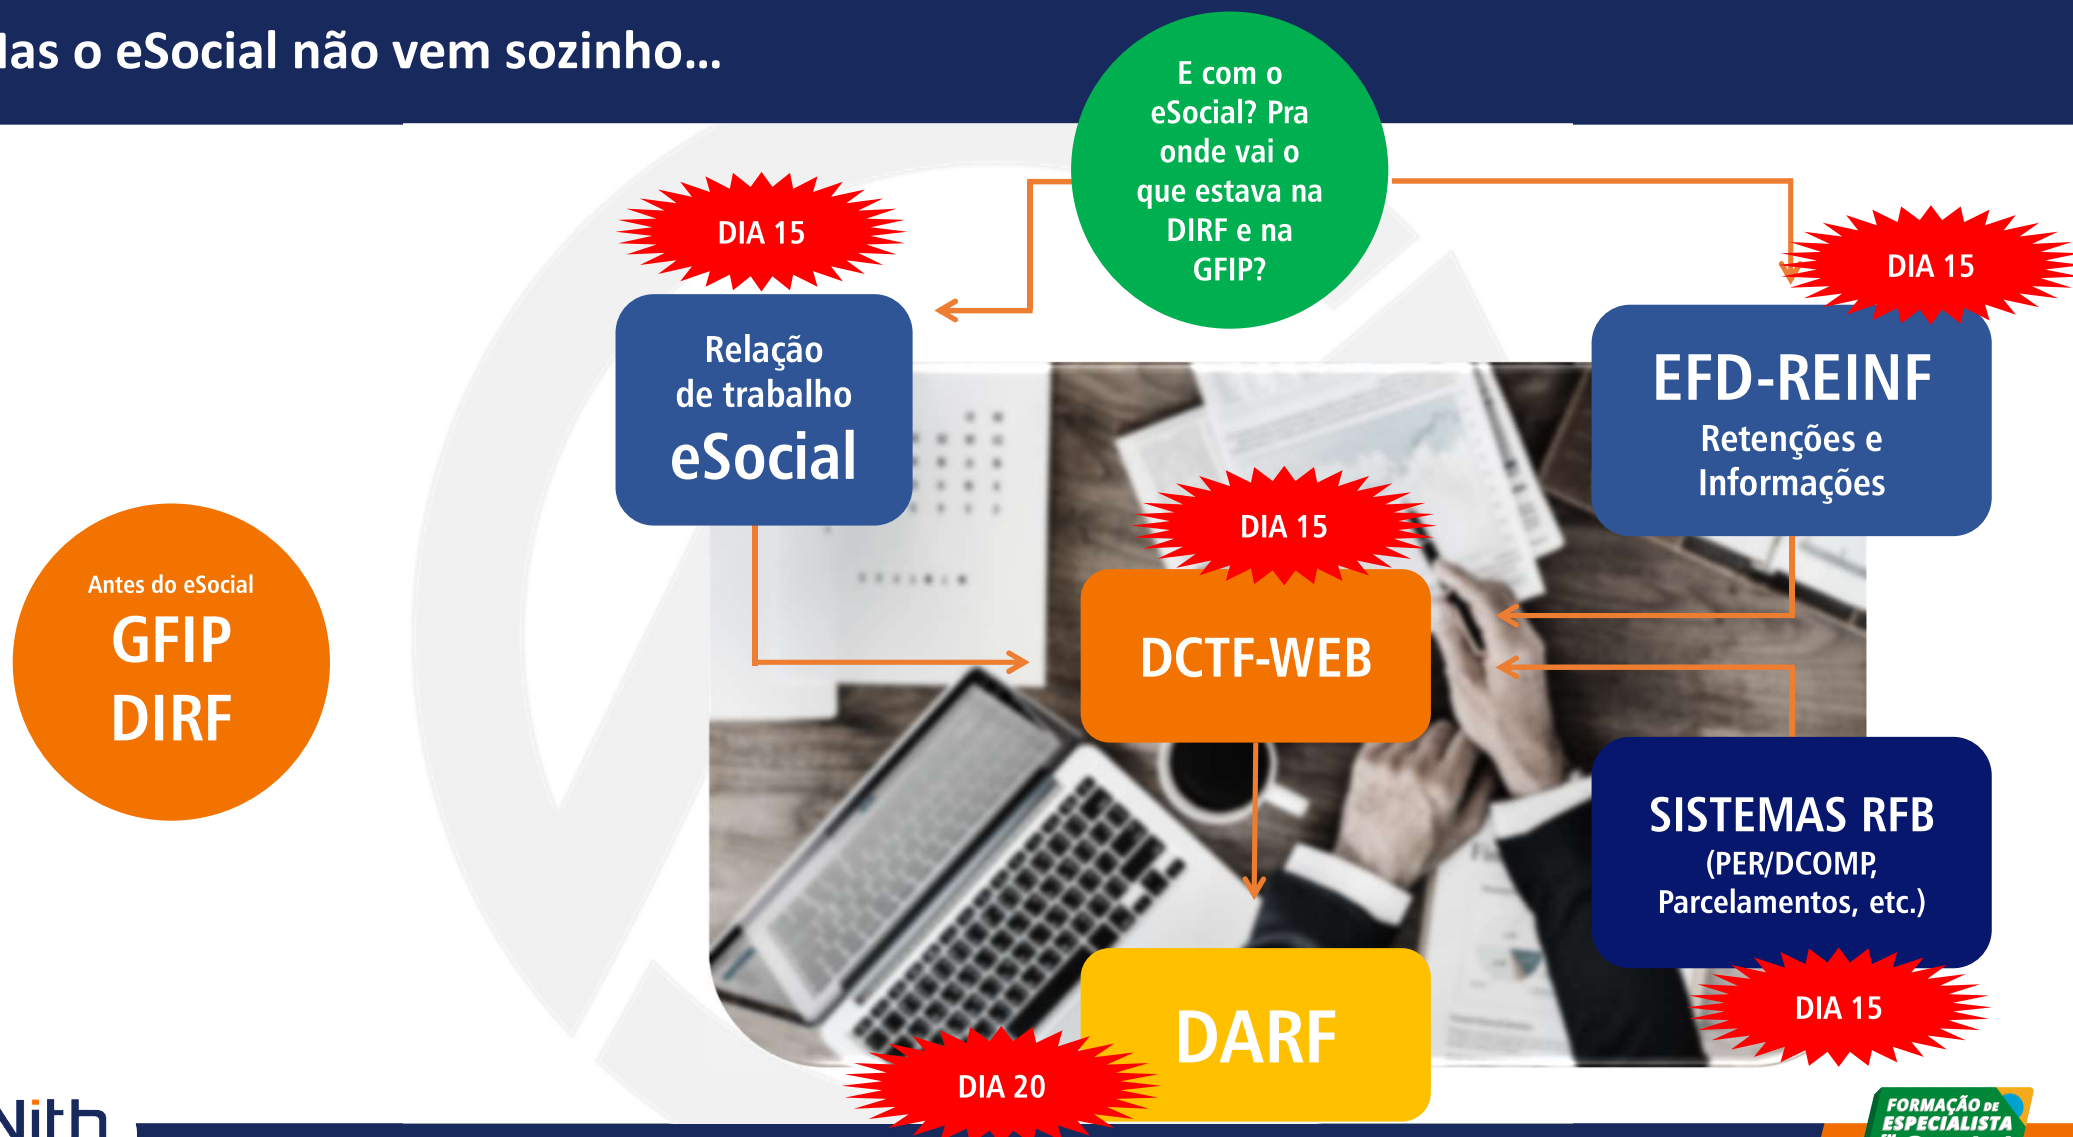 as o eSocial não vem sozinho...
E com o
eSocial? Pra
onde vai o
que estava na
DIRF e na
GFIP?
DIA 15
DIA 15
Relação
de trabalho
eSocial
EFD-REINF
Retenções e
Informações
DIA 15
Antes do eSocial
GFIP
DIRF
DCTF-WEB
SISTEMAS RFB
(PER/DCOMP,
Parcelamentos, etc.)
DIA 15
DARF
DIA 20
Nith
FORMAÇÃO DE
ESPECIALISTA